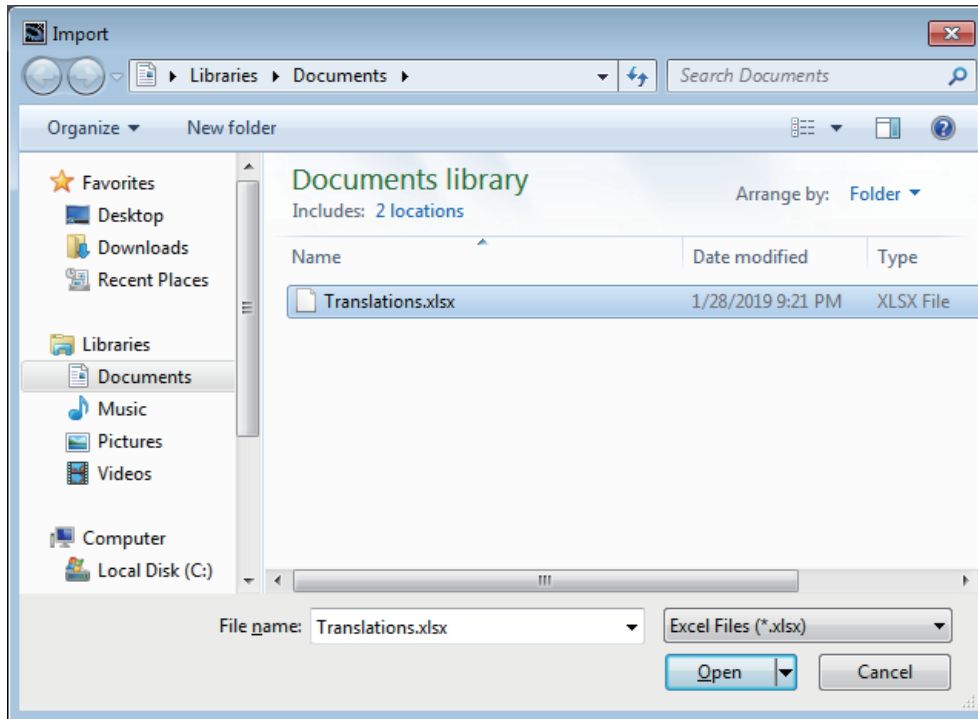 Import
Libraries Documents
Search Documents
Organize New folder
Favorites
Desktop
Downloads
Recent Places
Libraries
Documents
Music
Pictures
Videos
Computer
Local Disk (C:)
Documents library
Includes: 2 locations
Arrange by: Folder
Name Date modified Type
Translations.xlsx 1/28/2019 9:21 PM XLSX File
File name: Translations.xlsx Excel Files (*.xlsx)
Open Cancel